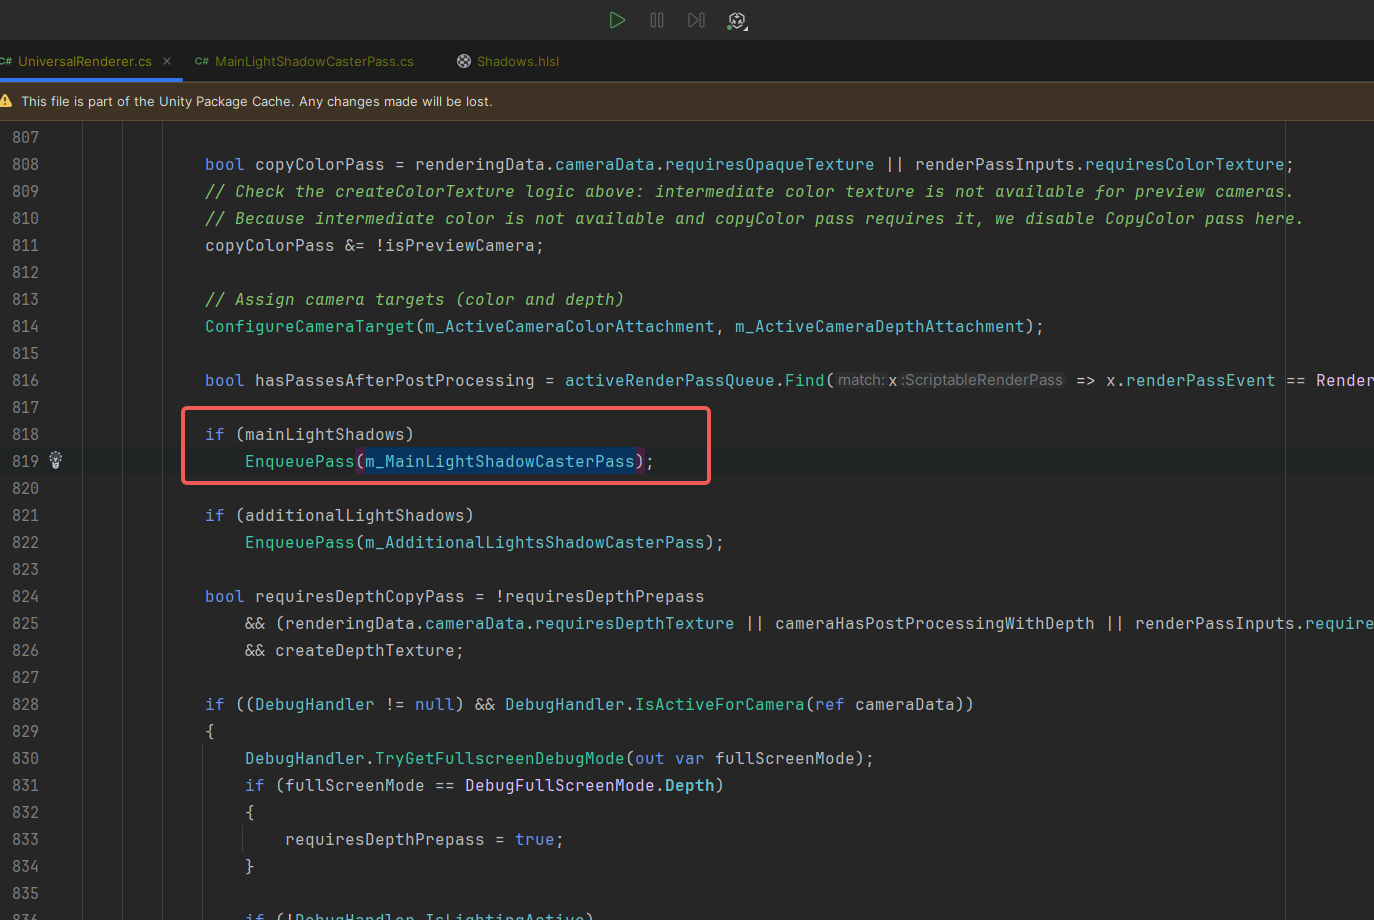 C# UniversalRenderer.cs × C# MainLightShadowCasterPass.cs Shadows.hlsl
This file is part of the Unity Package Cache. Any changes made will be lost.
807
808 bool copyColorPass = renderingData.cameraData.requiresOpaqueTexture || renderPassInputs.requiresColorTexture;
809 // Check the createColorTexture logic above: intermediate color texture is not available for preview cameras.
810 // Because intermediate color is not available and copyColor pass requires it, we disable CopyColor pass here.
811 copyColorPass &= !isPreviewCamera;
812
813 // Assign camera targets (color and depth)
814 ConfigureCameraTarget(m_ActiveCameraColorAttachment, m_ActiveCameraDepthAttachment);
815
816 bool hasPassesAfterPostProcessing = activeRenderPassQueue.Find( match: x :ScriptableRenderPass => x.renderPassEvent == Render
817
818 if (mainLightShadows)
819 EnqueuePass(m_MainLightShadowCasterPass);
820
821 if (additionalLightShadows)
822 EnqueuePass(m_AdditionalLightsShadowCasterPass);
823
824 bool requiresDepthCopyPass = !requiresDepthPrepass
825 && (renderingData.cameraData.requiresDepthTexture || cameraHasPostProcessingWithDepth || renderPassInputs.require
826 && createDepthTexture;
827
828 if ((DebugHandler != null) && DebugHandler.IsActiveForCamera(ref cameraData))
829 {
830 DebugHandler.TryGetFullscreenDebugMode(out var fullScreenMode);
831 if (fullScreenMode == DebugFullScreenMode.Depth)
832 {
833 requiresDepthPrepass = true;
834 }
835
836 if (!DebugHandler.IsLightingActive)